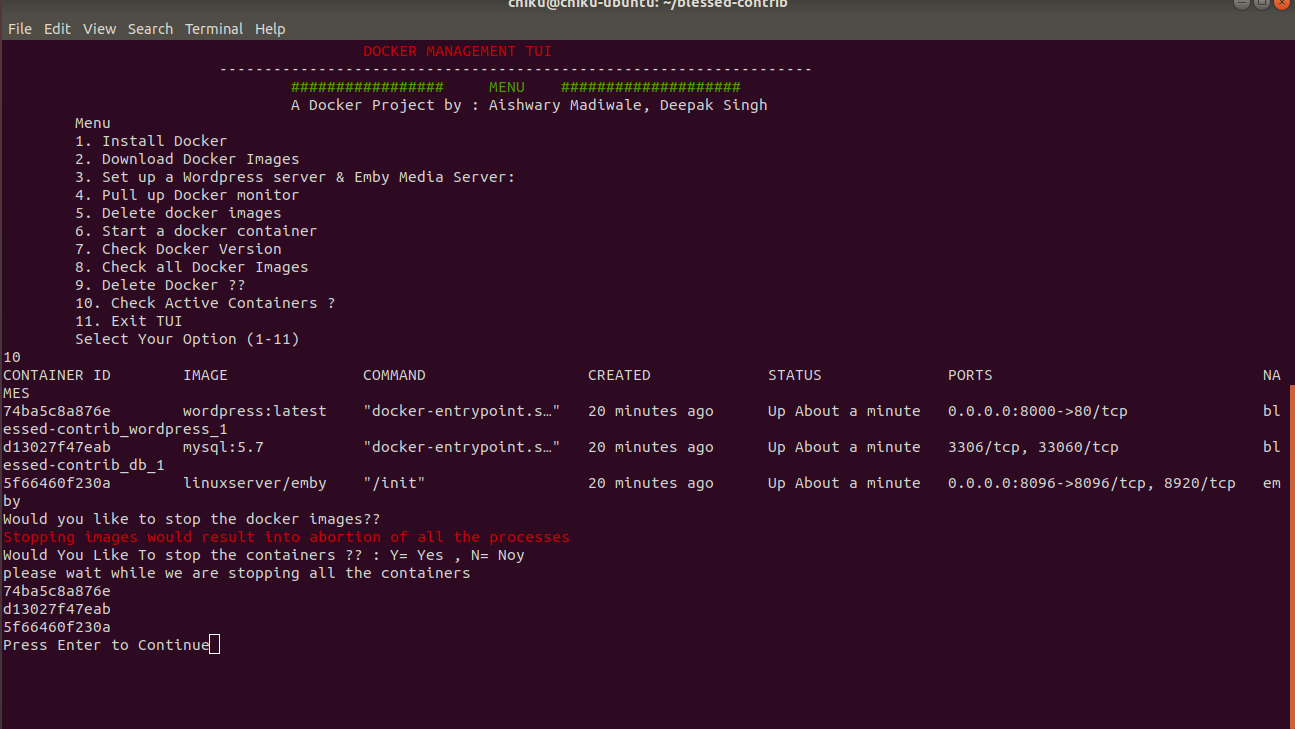 chiku@chiku-ubuntu: ~/blessed-contrib
File Edit View Search Terminal Help
DOCKER MANAGEMENT TUI
------------------------------------------------------------------
################# MENU ####################
A Docker Project by : Aishwary Madiwale, Deepak Singh
Menu
1. Install Docker
2. Download Docker Images
3. Set up a Wordpress server & Emby Media Server:
4. Pull up Docker monitor
5. Delete docker images
6. Start a docker container
7. Check Docker Version
8. Check all Docker Images
9. Delete Docker ??
10. Check Active Containers ?
11. Exit TUI
Select Your Option (1-11)
10
CONTAINER ID IMAGE COMMAND CREATED STATUS PORTS NA
MES
74ba5c8a876e wordpress:latest "docker-entrypoint.s…" 20 minutes ago Up About a minute 0.0.0.0:8000->80/tcp bl
essed-contrib_wordpress_1
d13027f47eab mysql:5.7 "docker-entrypoint.s…" 20 minutes ago Up About a minute 3306/tcp, 33060/tcp bl
essed-contrib_db_1
5f66460f230a linuxserver/emby "/init" 20 minutes ago Up About a minute 0.0.0.0:8096->8096/tcp, 8920/tcp em
by
Would you like to stop the docker images??
Stopping images would result into abortion of all the processes
Would You Like To stop the containers ?? : Y= Yes , N= Noy
please wait while we are stopping all the containers
74ba5c8a876e
d13027f47eab
5f66460f230a
Press Enter to Continue